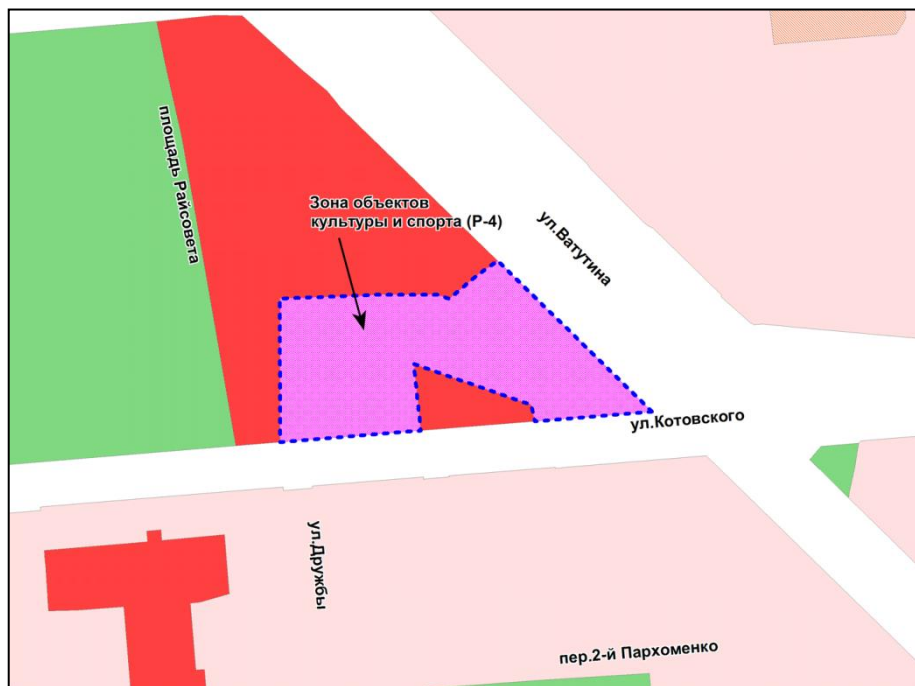 площадь Райсовета
Зона объектов
культуры и спорта (Р-4)
ул.Ватутина
ул.Котовского
ул.Дружбы
пер.2-й Пархоменко